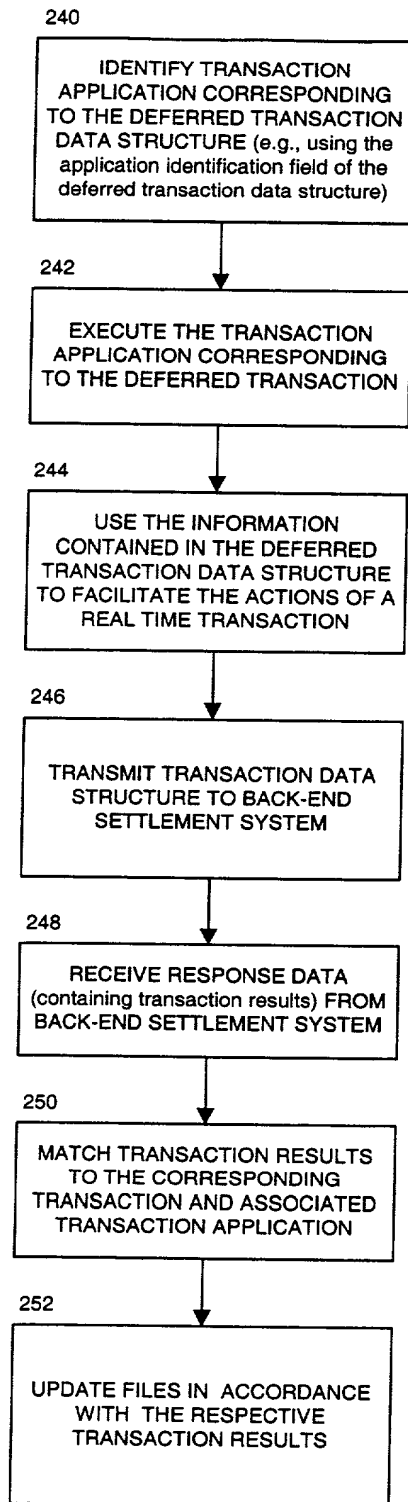 240
IDENTIFY TRANSACTION
APPLICATION CORRESPONDING
TO THE DEFERRED TRANSACTION
DATA STRUCTURE (e.g., using the
application identification field of the
deferred transaction data structure)
242
EXECUTE THE TRANSACTION
APPLICATION CORRESPONDING
TO THE DEFERRED TRANSACTION
244
USE THE INFORMATION
CONTAINED IN THE DEFERRED
TRANSACTION DATA STRUCTURE
TO FACILITATE THE ACTIONS OF A
REAL TIME TRANSACTION
246
TRANSMIT TRANSACTION DATA
STRUCTURE TO BACK-END
SETTLEMENT SYSTEM
248
RECEIVE RESPONSE DATA
(containing transaction results) FROM
BACK-END SETTLEMENT SYSTEM
250
MATCH TRANSACTION RESULTS
TO THE CORRESPONDING
TRANSACTION AND ASSOCIATED
TRANSACTION APPLICATION
252
UPDATE FILES IN ACCORDANCE
WITH THE RESPECTIVE
TRANSACTION RESULTS